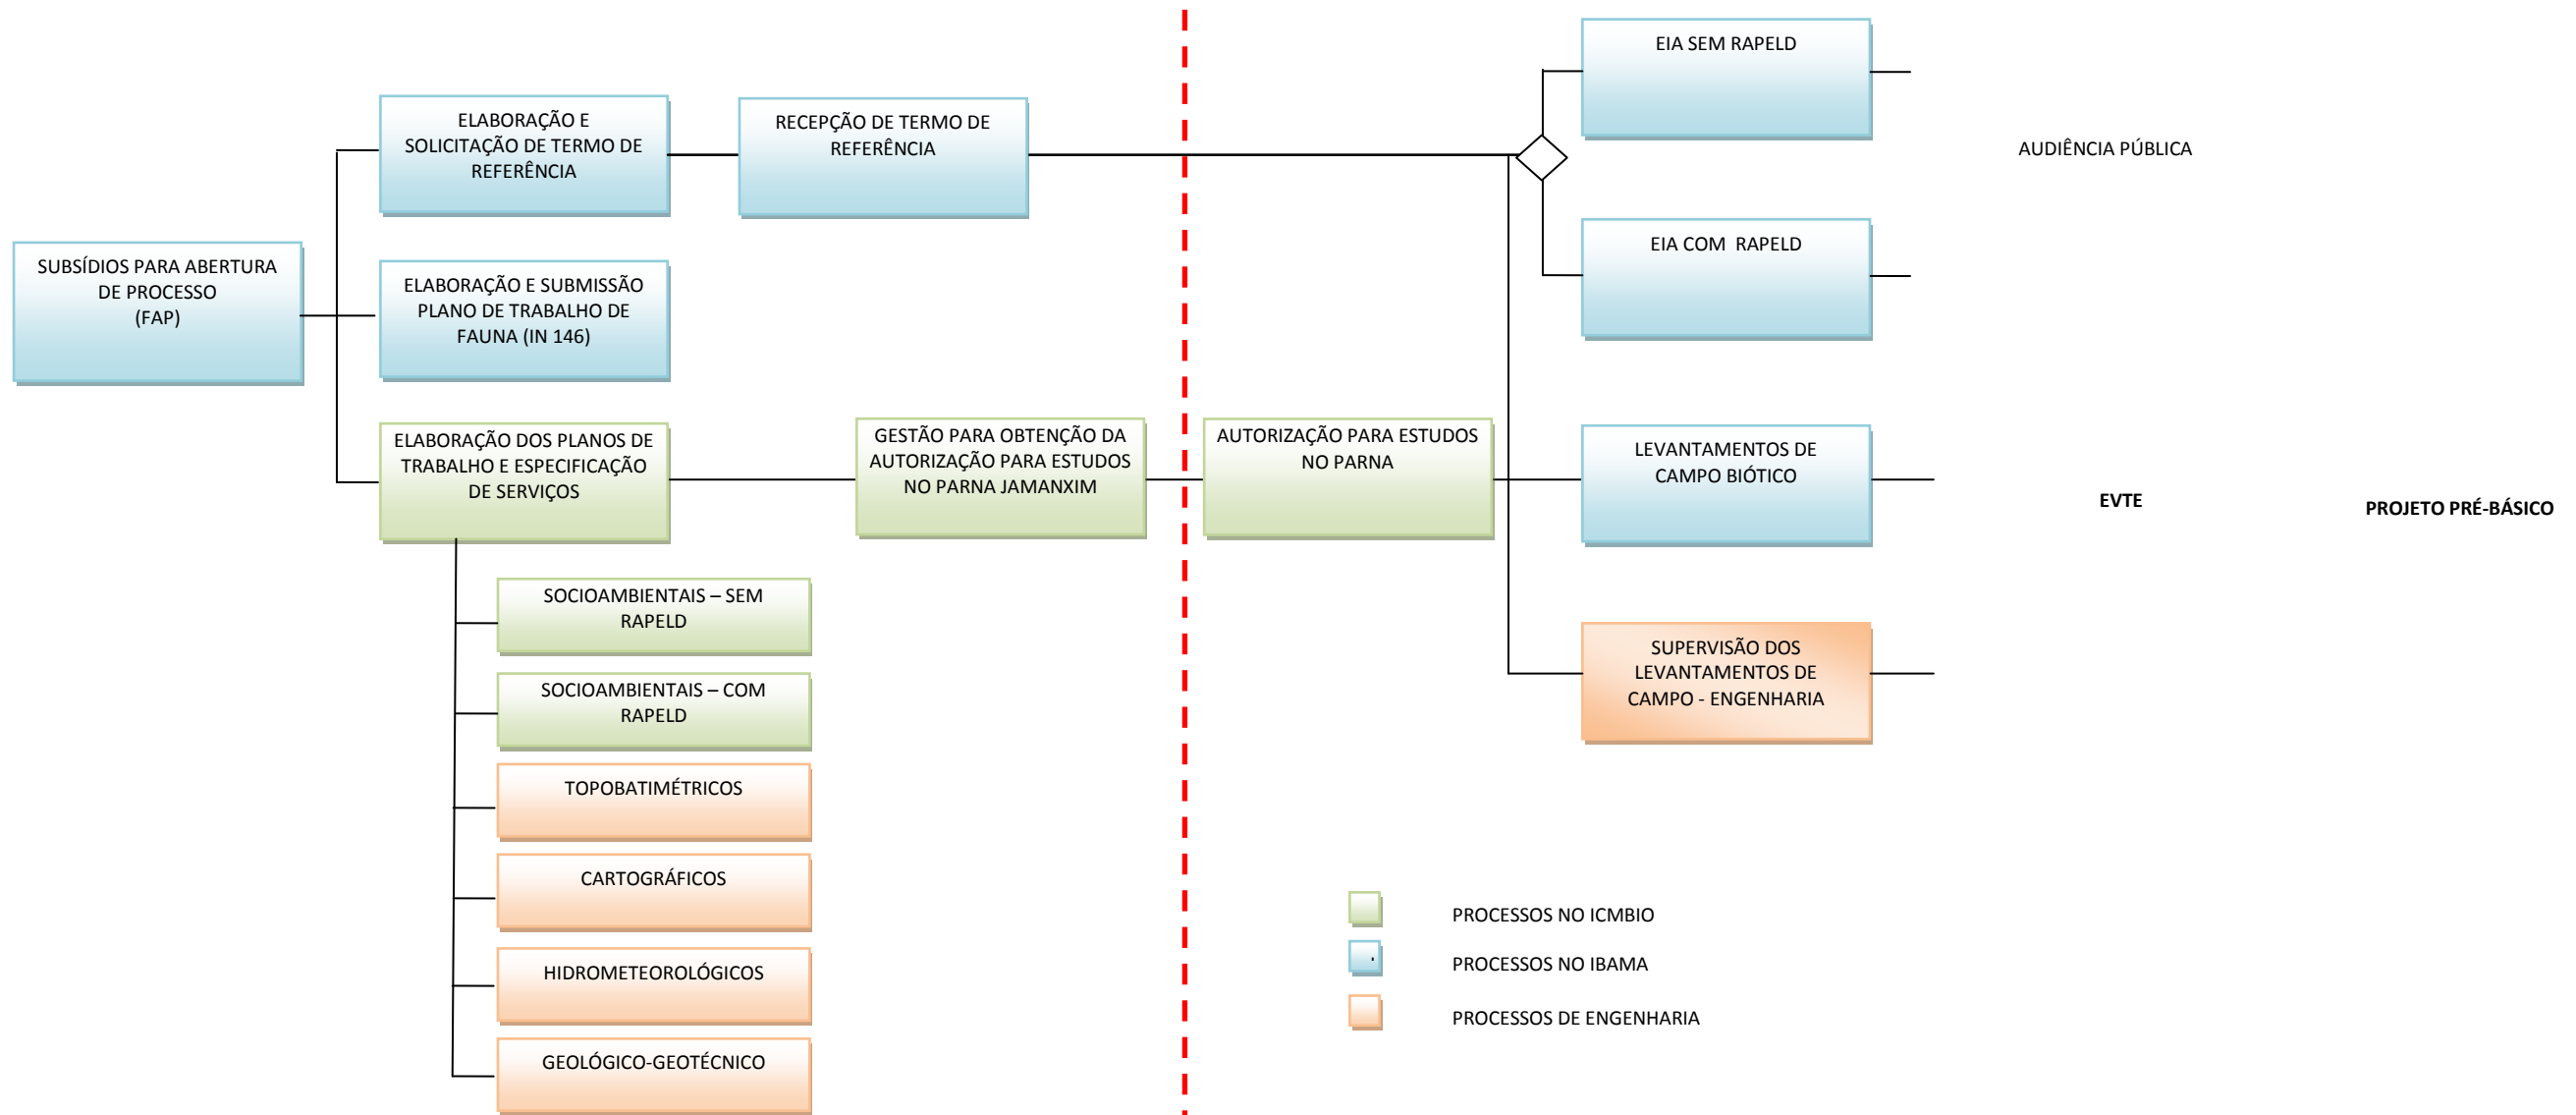 SUBSÍDIOS PARA ABERTURA
DE PROCESSO
(FAP)
ELABORAÇÃO E
SOLICITAÇÃO DE TERMO DE
REFERÊNCIA
RECEPÇÃO DE TERMO DE
REFERÊNCIA
ELABORAÇÃO E SUBMISSÃO
PLANO DE TRABALHO DE
FAUNA (IN 146)
ELABORAÇÃO DOS PLANOS DE
TRABALHO E ESPECIFICAÇÃO
DE SERVIÇOS
GESTÃO PARA OBTENÇÃO DA
AUTORIZAÇÃO PARA ESTUDOS
NO PARNA JAMANXIM
AUTORIZAÇÃO PARA ESTUDOS
NO PARNA
SOCIOAMBIENTAIS – SEM
RAPELD
SOCIOAMBIENTAIS – COM
RAPELD
TOPOBATIMÉTRICOS
CARTOGRÁFICOS
HIDROMETEOROLÓGICOS
GEOLÓGICO-GEOTÉCNICO
EIA SEM RAPELD
EIA COM  RAPELD
LEVANTAMENTOS DE
CAMPO BIÓTICO
SUPERVISÃO DOS
LEVANTAMENTOS DE
CAMPO - ENGENHARIA
AUDIÊNCIA PÚBLICA
EVTE
PROJETO PRÉ-BÁSICO
PROCESSOS NO ICMBIO
PROCESSOS NO IBAMA
PROCESSOS DE ENGENHARIA